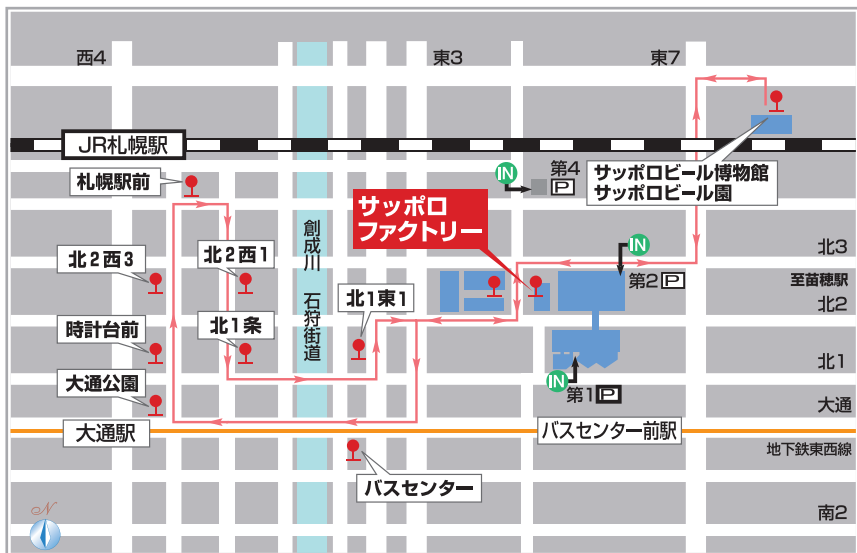 西4
東3
東7
JR札幌駅
札幌駅前
IN
第4 P
サッポロビール博物館
サッポロビール園
サッポロ
ファクトリー
創成川 石狩街道
北3
北2西3
北2西1
IN
第2 P
至苗穂駅
北1東1
北2
時計台前
北1条
北1
大通公園
IN
第1 P
大通
大通駅
バスセンター前駅
地下鉄東西線
バスセンター
N
南2